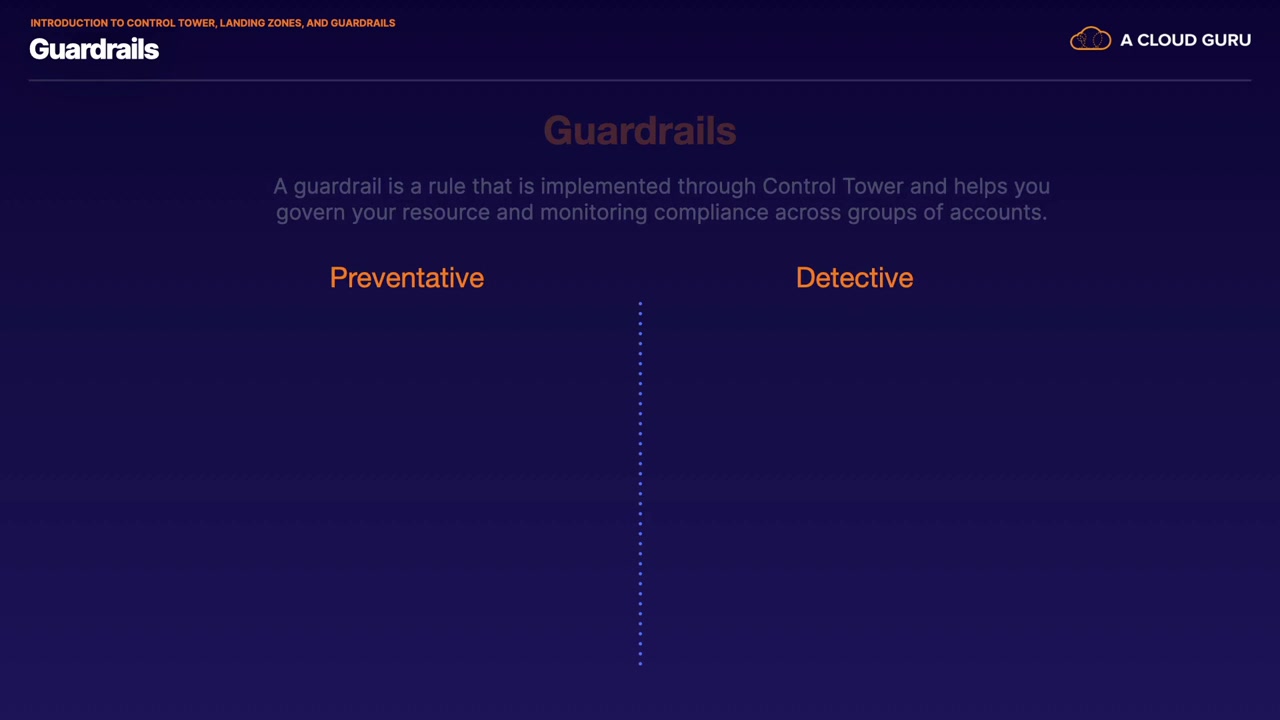 INTRODUCTION TO CONTROL TOWER, LANDING ZONES, AND GUARDRAILS
Guardrails
A CLOUD GURU
Guardrails
A guardrail is a rule that is implemented through Control Tower and helps you
govern your resource and monitoring compliance across groups of accounts.
Preventative
Detective